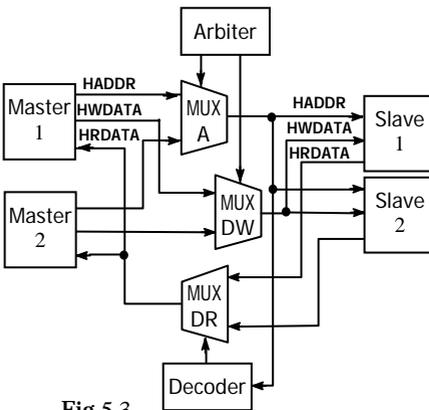 Arbiter
HADDR
HWDATA
HRDATA
Master
1
MUX
A
HADDR
HWDATA
HRDATA
Slave
1
Master
2
MUX
DW
Slave
2
MUX
DR
Decoder
Fig 5.3